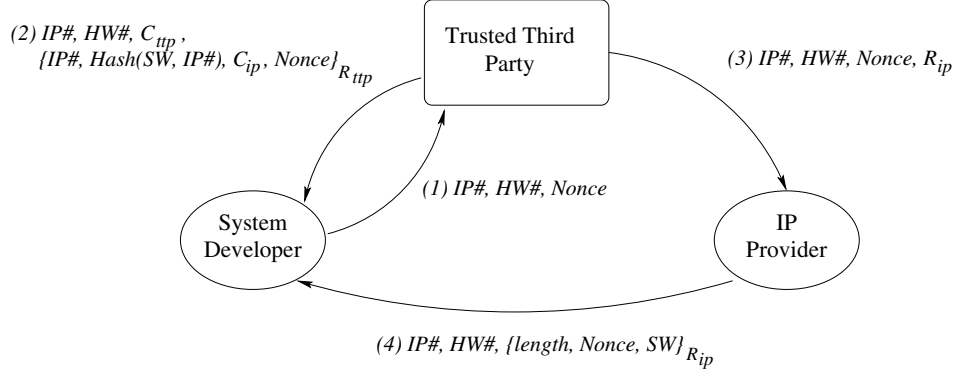 (2) IP#, HW#, C_ttp ,
{IP#, Hash(SW, IP#), C_ip , Nonce}_R_ttp
Trusted Third
Party
(3) IP#, HW#, Nonce, R_ip
(1) IP#, HW#, Nonce
System
Developer
IP
Provider
(4) IP#, HW#, {length, Nonce, SW}_R_ip